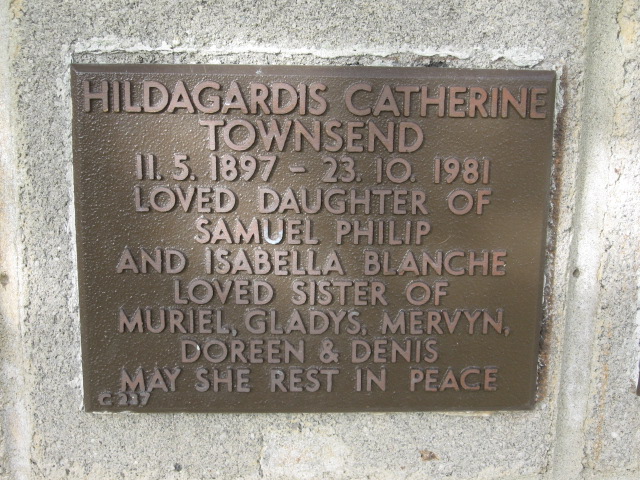 HILDAGARDIS CATHERINE
TOWNSEND
11. 5. 1897 - 23. 10. 1981
LOVED DAUGHTER OF
SAMUEL PHILIP
AND ISABELLA BLANCHE
LOVED SISTER OF
MURIEL, GLADYS, MERVYN,
DOREEN & DENIS
MAY SHE REST IN PEACE
C 237